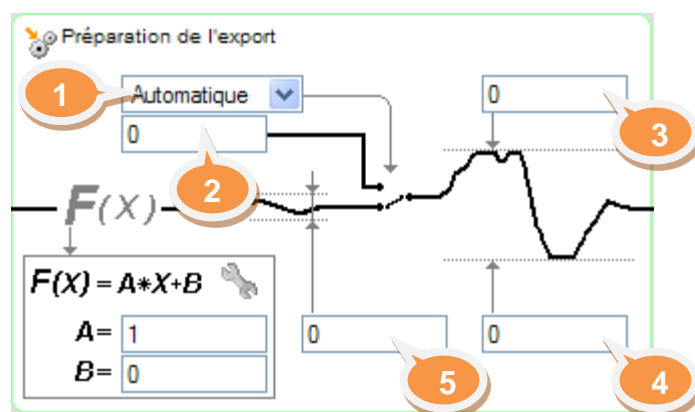 Préparation de l'export
1
Automatique
0
2
0
3
F(X)
F(X) = A*X+B
A= 1
B= 0
0
5
0
4